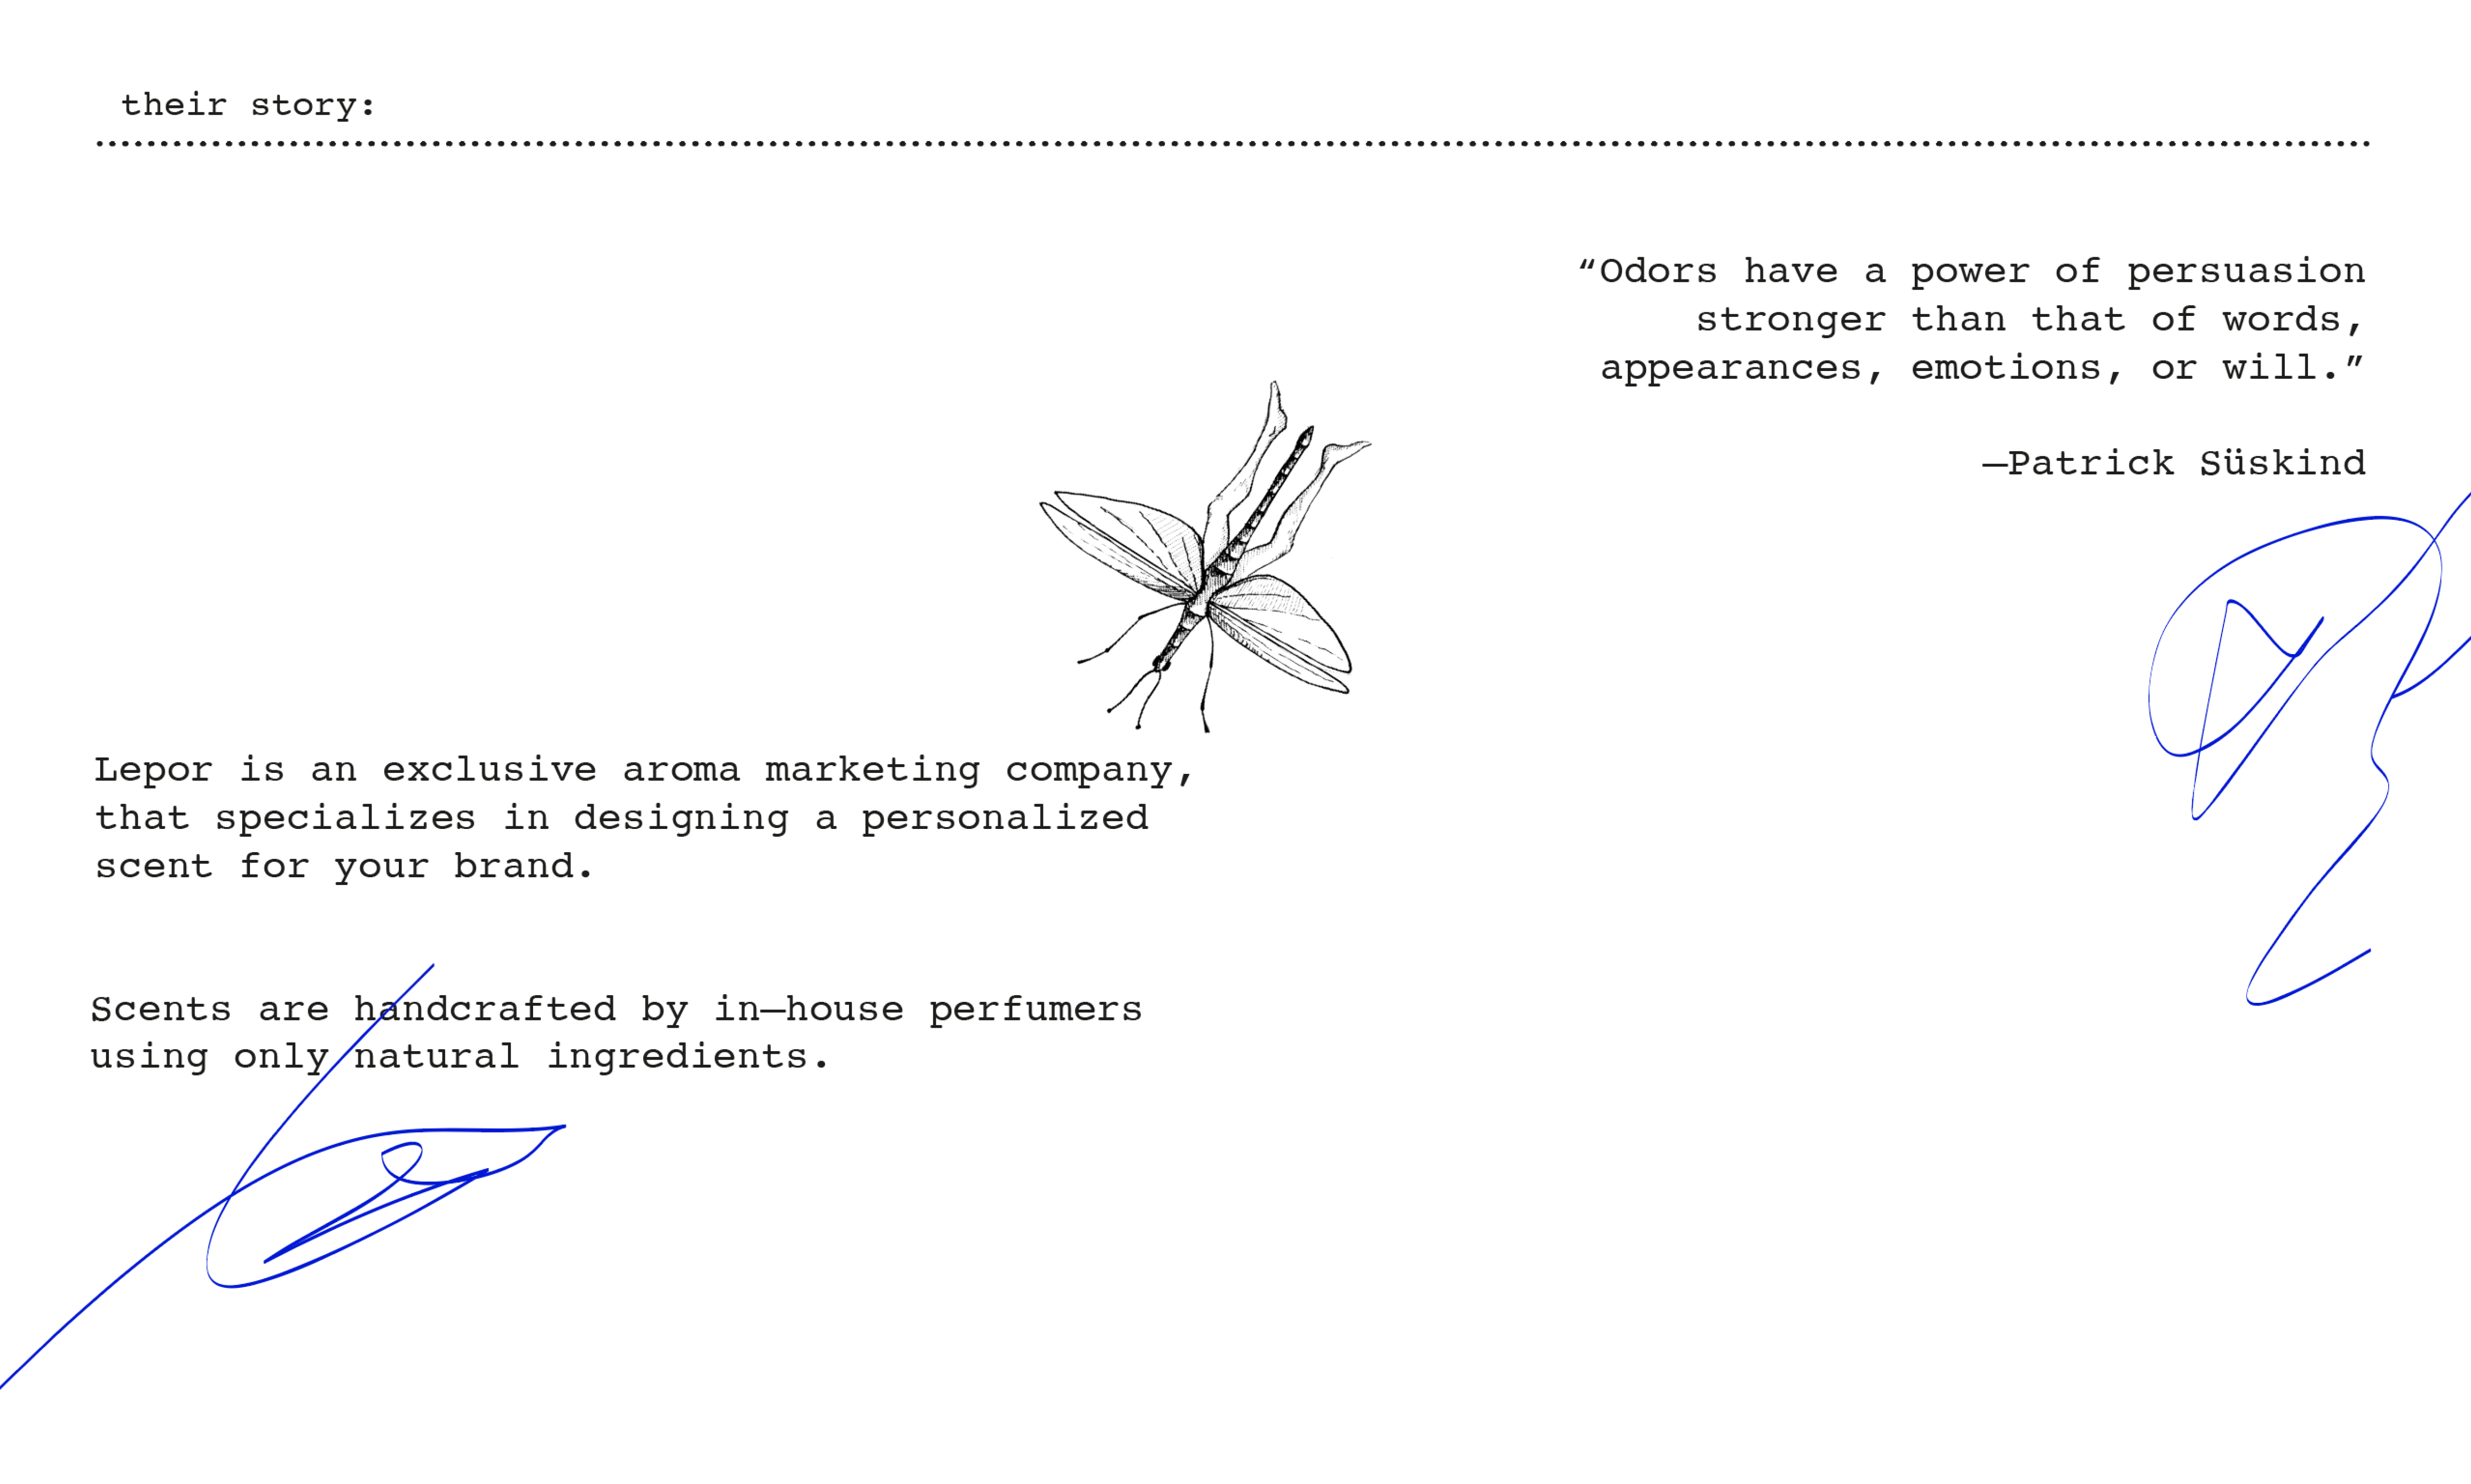 their story:
“Odors have a power of persuasion
stronger than that of words,
appearances, emotions, or will.”
—Patrick Süskind
Lepor is an exclusive aroma marketing company,
that specializes in designing a personalized
scent for your brand.
Scents are handcrafted by in—house perfumers
using only natural ingredients.